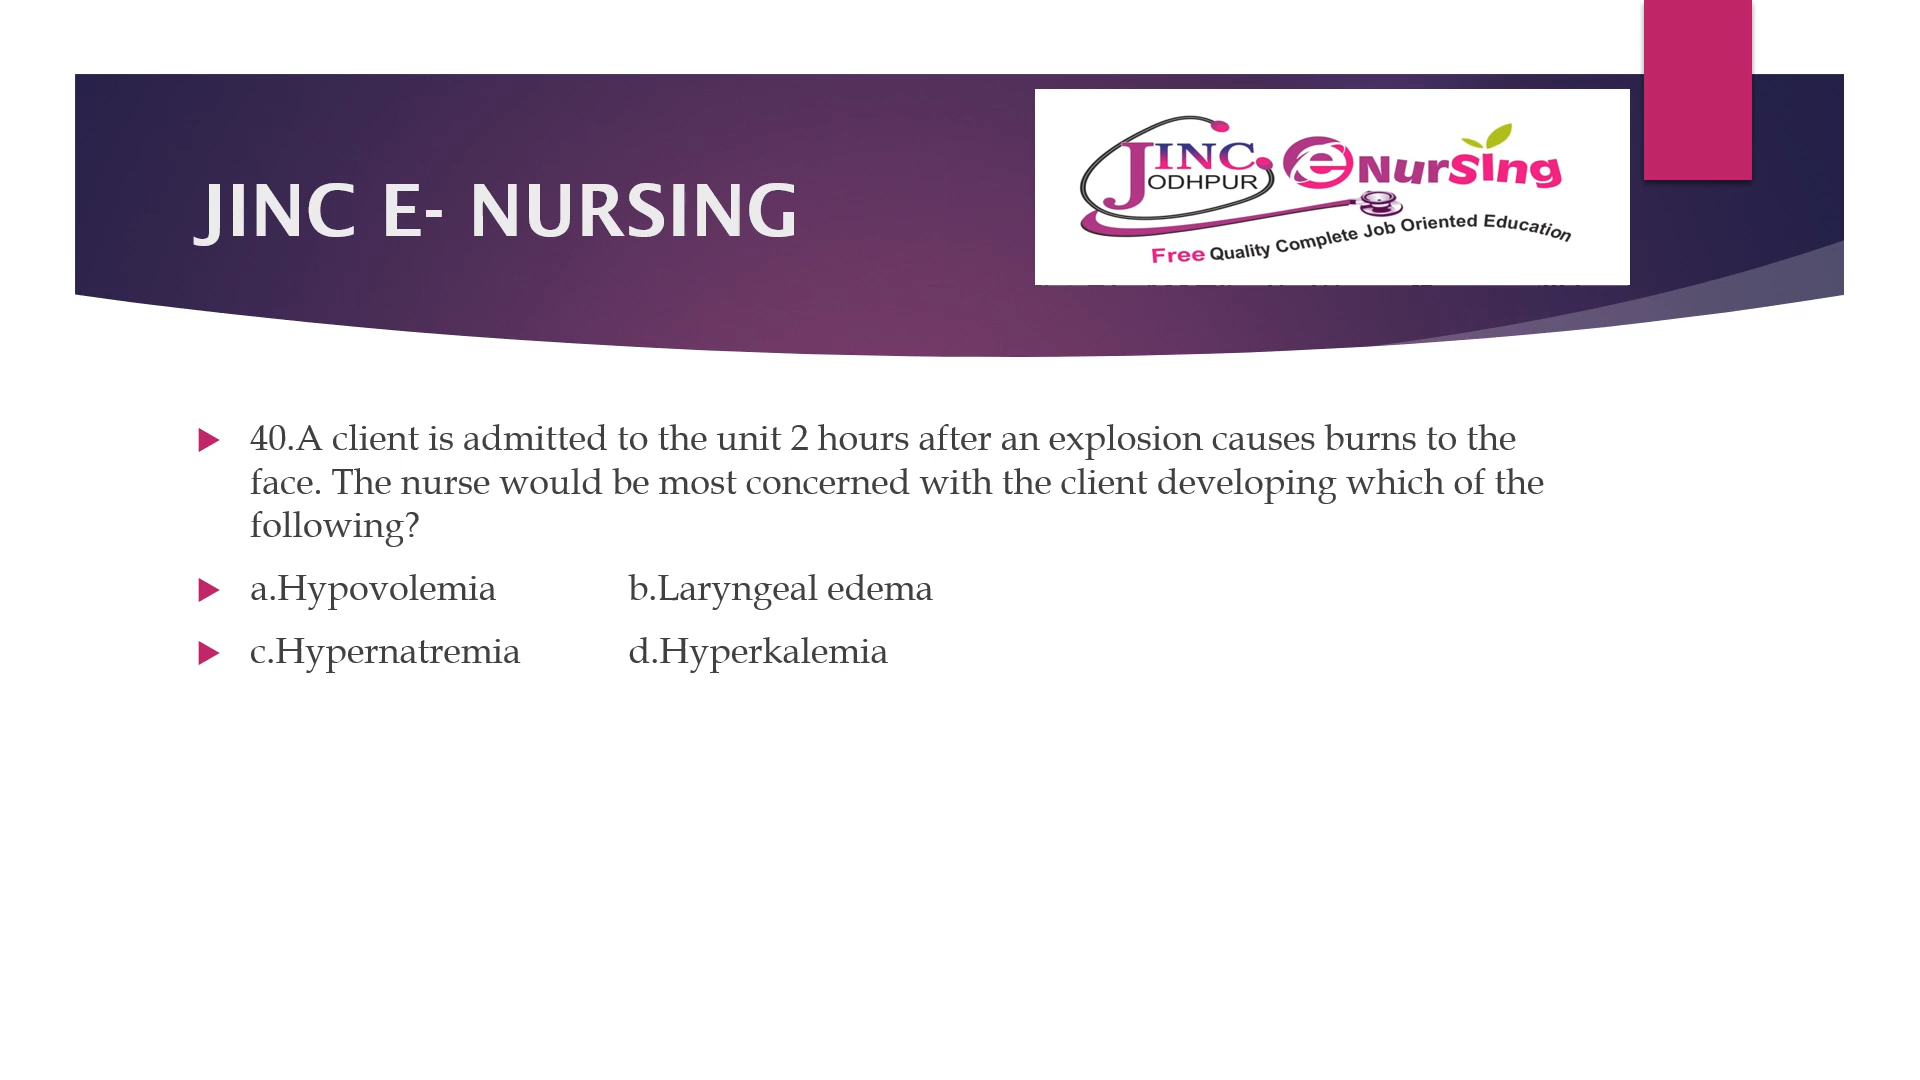 JINC E- NURSING
JINC ODHPUR eNursing
Free Quality Complete Job Oriented Education
40.A client is admitted to the unit 2 hours after an explosion causes burns to the
face. The nurse would be most concerned with the client developing which of the
following?
a.Hypovolemia b.Laryngeal edema
c.Hypernatremia d.Hyperkalemia